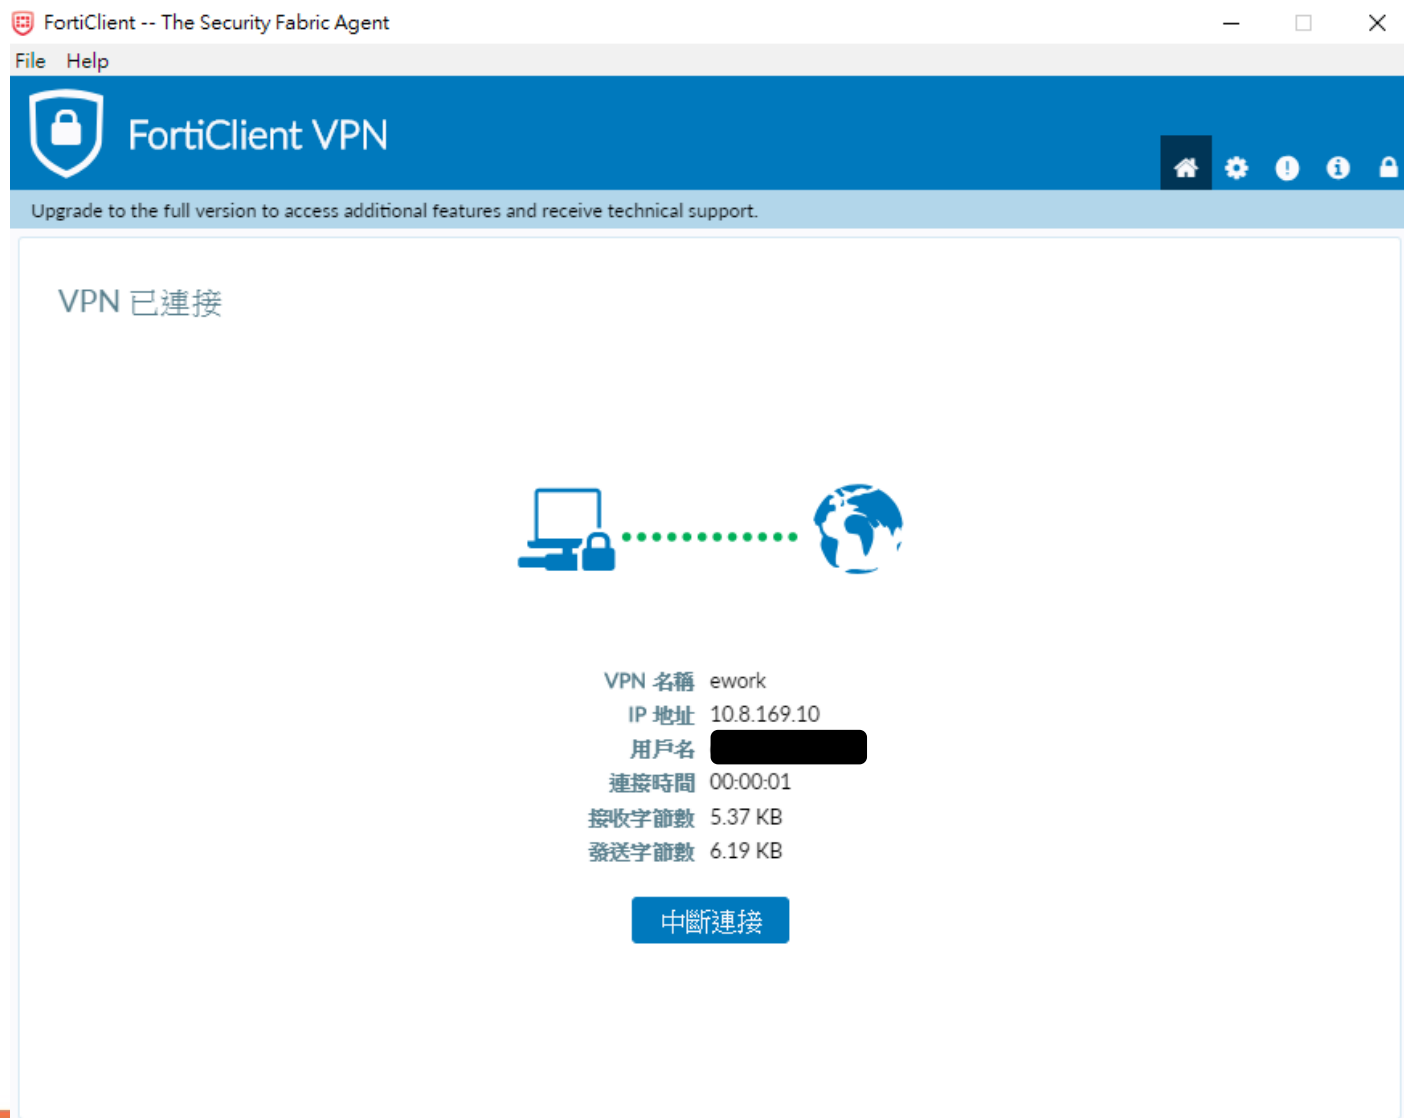 FortiClient -- The Security Fabric Agent
File Help
FortiClient VPN
Upgrade to the full version to access additional features and receive technical support.
VPN 已連接
VPN 名稱 ework
IP 地址 10.8.169.10
用戶名
連接時間 00:00:01
接收字節數 5.37 KB
發送字節數 6.19 KB
中斷連接